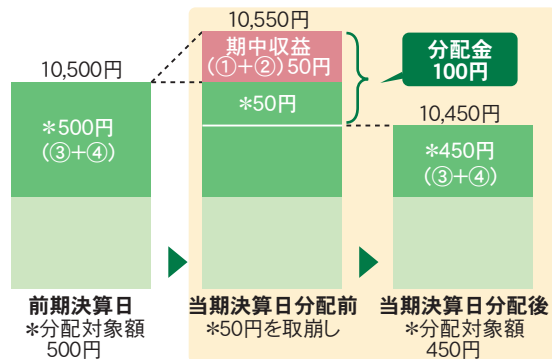 10,500円
*500円
(③+④)
前期決算日
*分配対象額
500円
10,550円
期中収益
(①+②)50円
*50円
分配金
100円
当期決算日分配前
*50円を取崩し
10,450円
*450円
(③+④)
当期決算日分配後
*分配対象額
450円